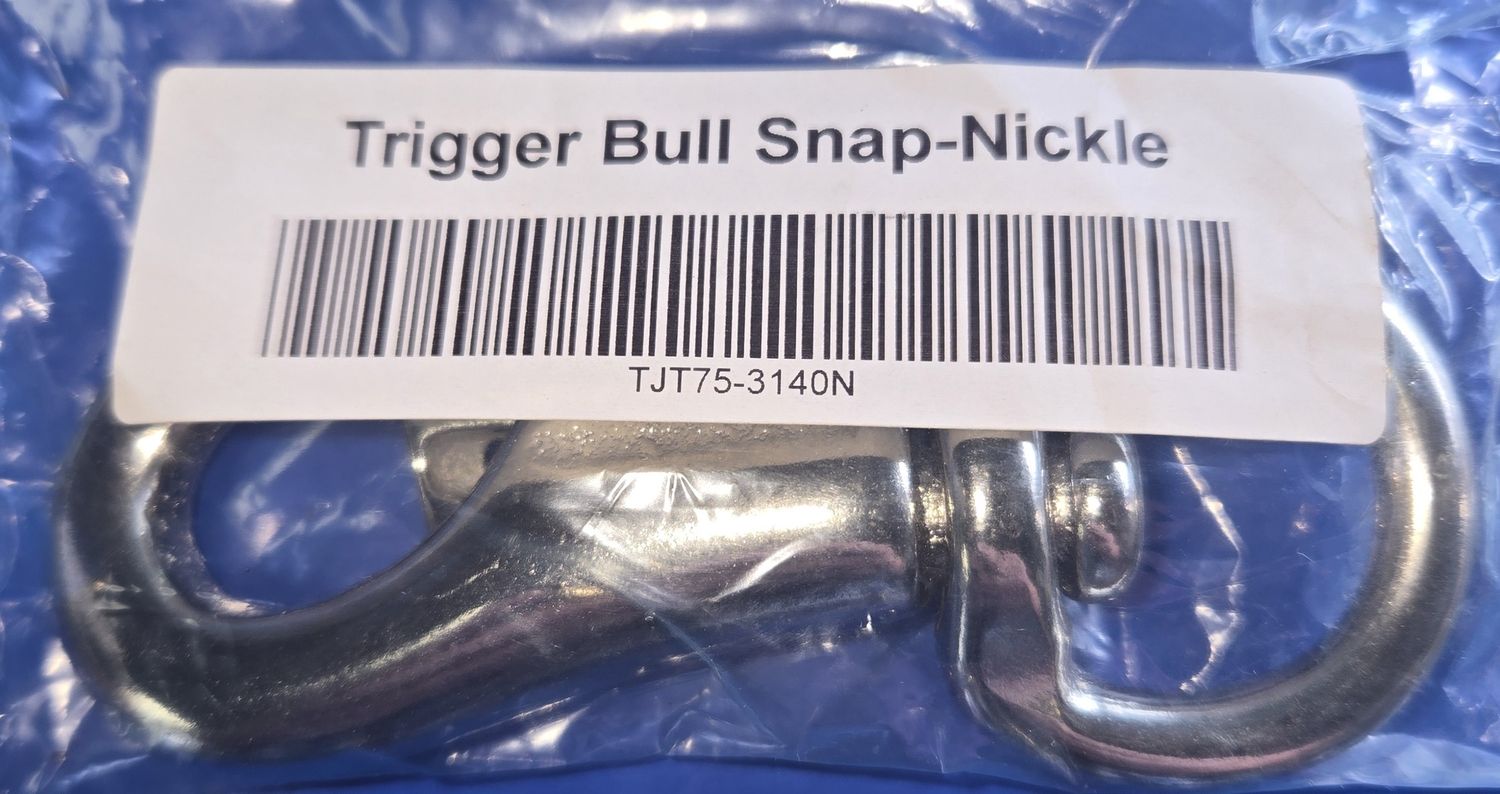 Trigger Bull Snap-Nickle
TJT75-3140N